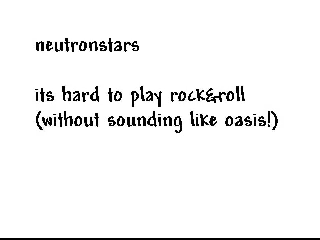 neutronstars
its hard to play rock&roll
(without sounding like oasis!)